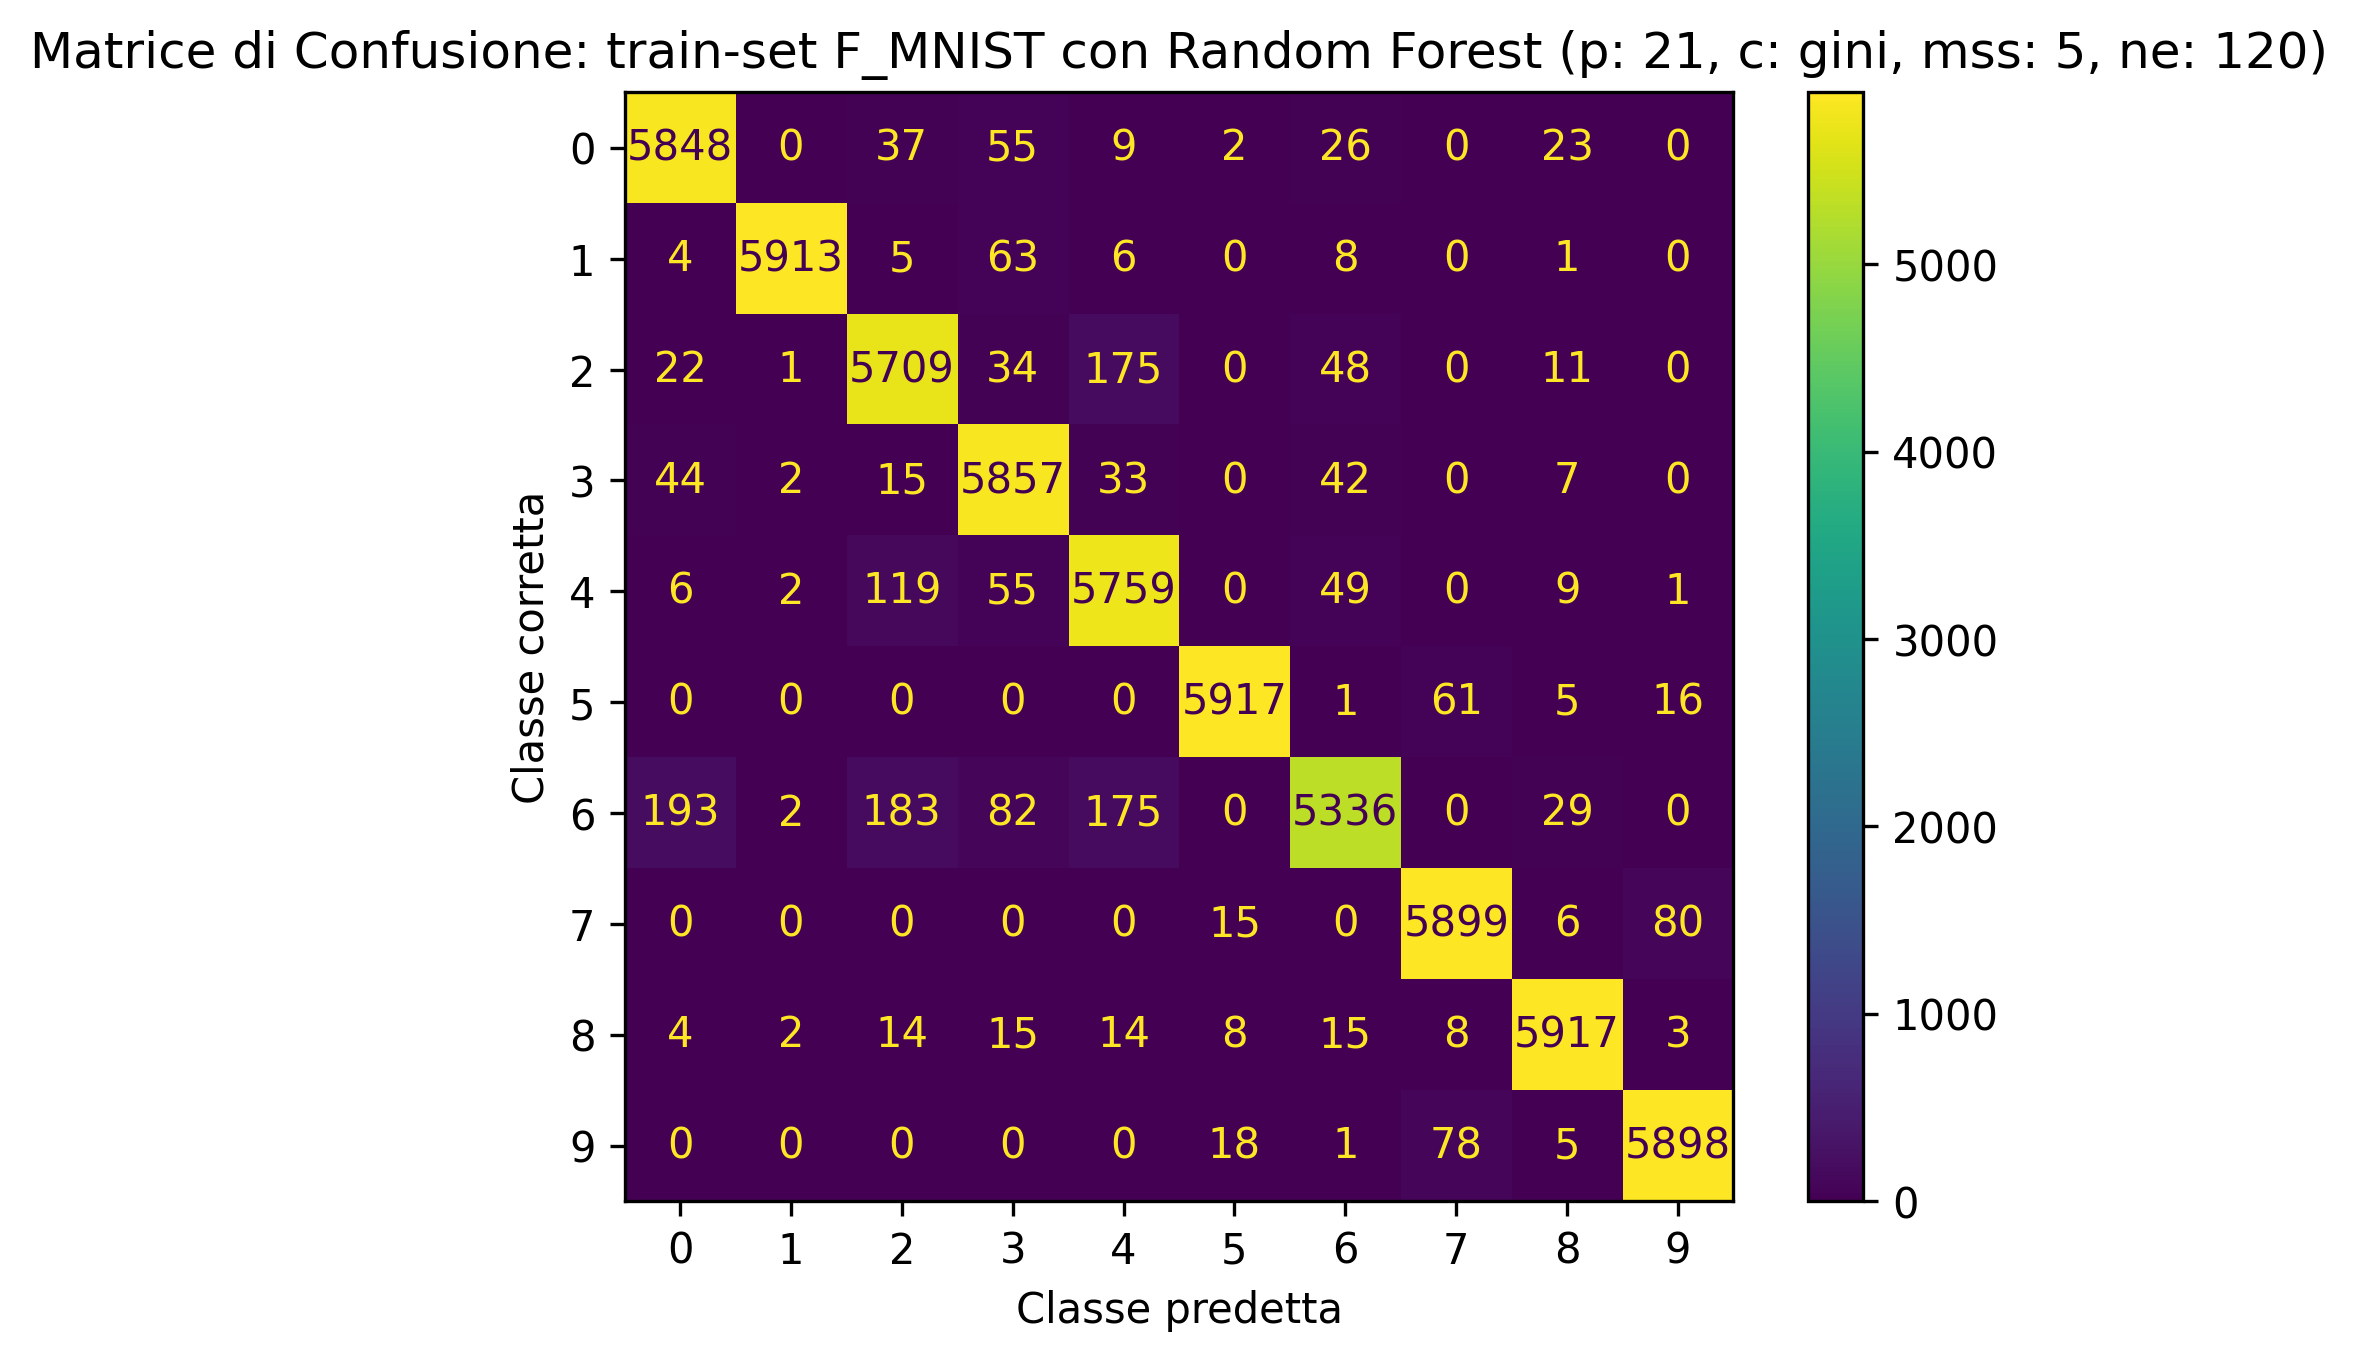 Matrice di Confusione: train-set F_MNIST con Random Forest (p: 21, c: gini, mss: 5, ne: 120)
0 5848 0 37 55 9 2 26 0 23 0
1 4 5913 5 63 6 0 8 0 1 0
2 22 1 5709 34 175 0 48 0 11 0
3 44 2 15 5857 33 0 42 0 7 0
4 6 2 119 55 5759 0 49 0 9 1
5 0 0 0 0 0 5917 1 61 5 16
6 193 2 183 82 175 0 5336 0 29 0
7 0 0 0 0 0 15 0 5899 6 80
8 4 2 14 15 14 8 15 8 5917 3
9 0 0 0 0 0 18 1 78 5 5898
0 1 2 3 4 5 6 7 8 9
Classe predetta
Classe corretta
5000
4000
3000
2000
1000
0